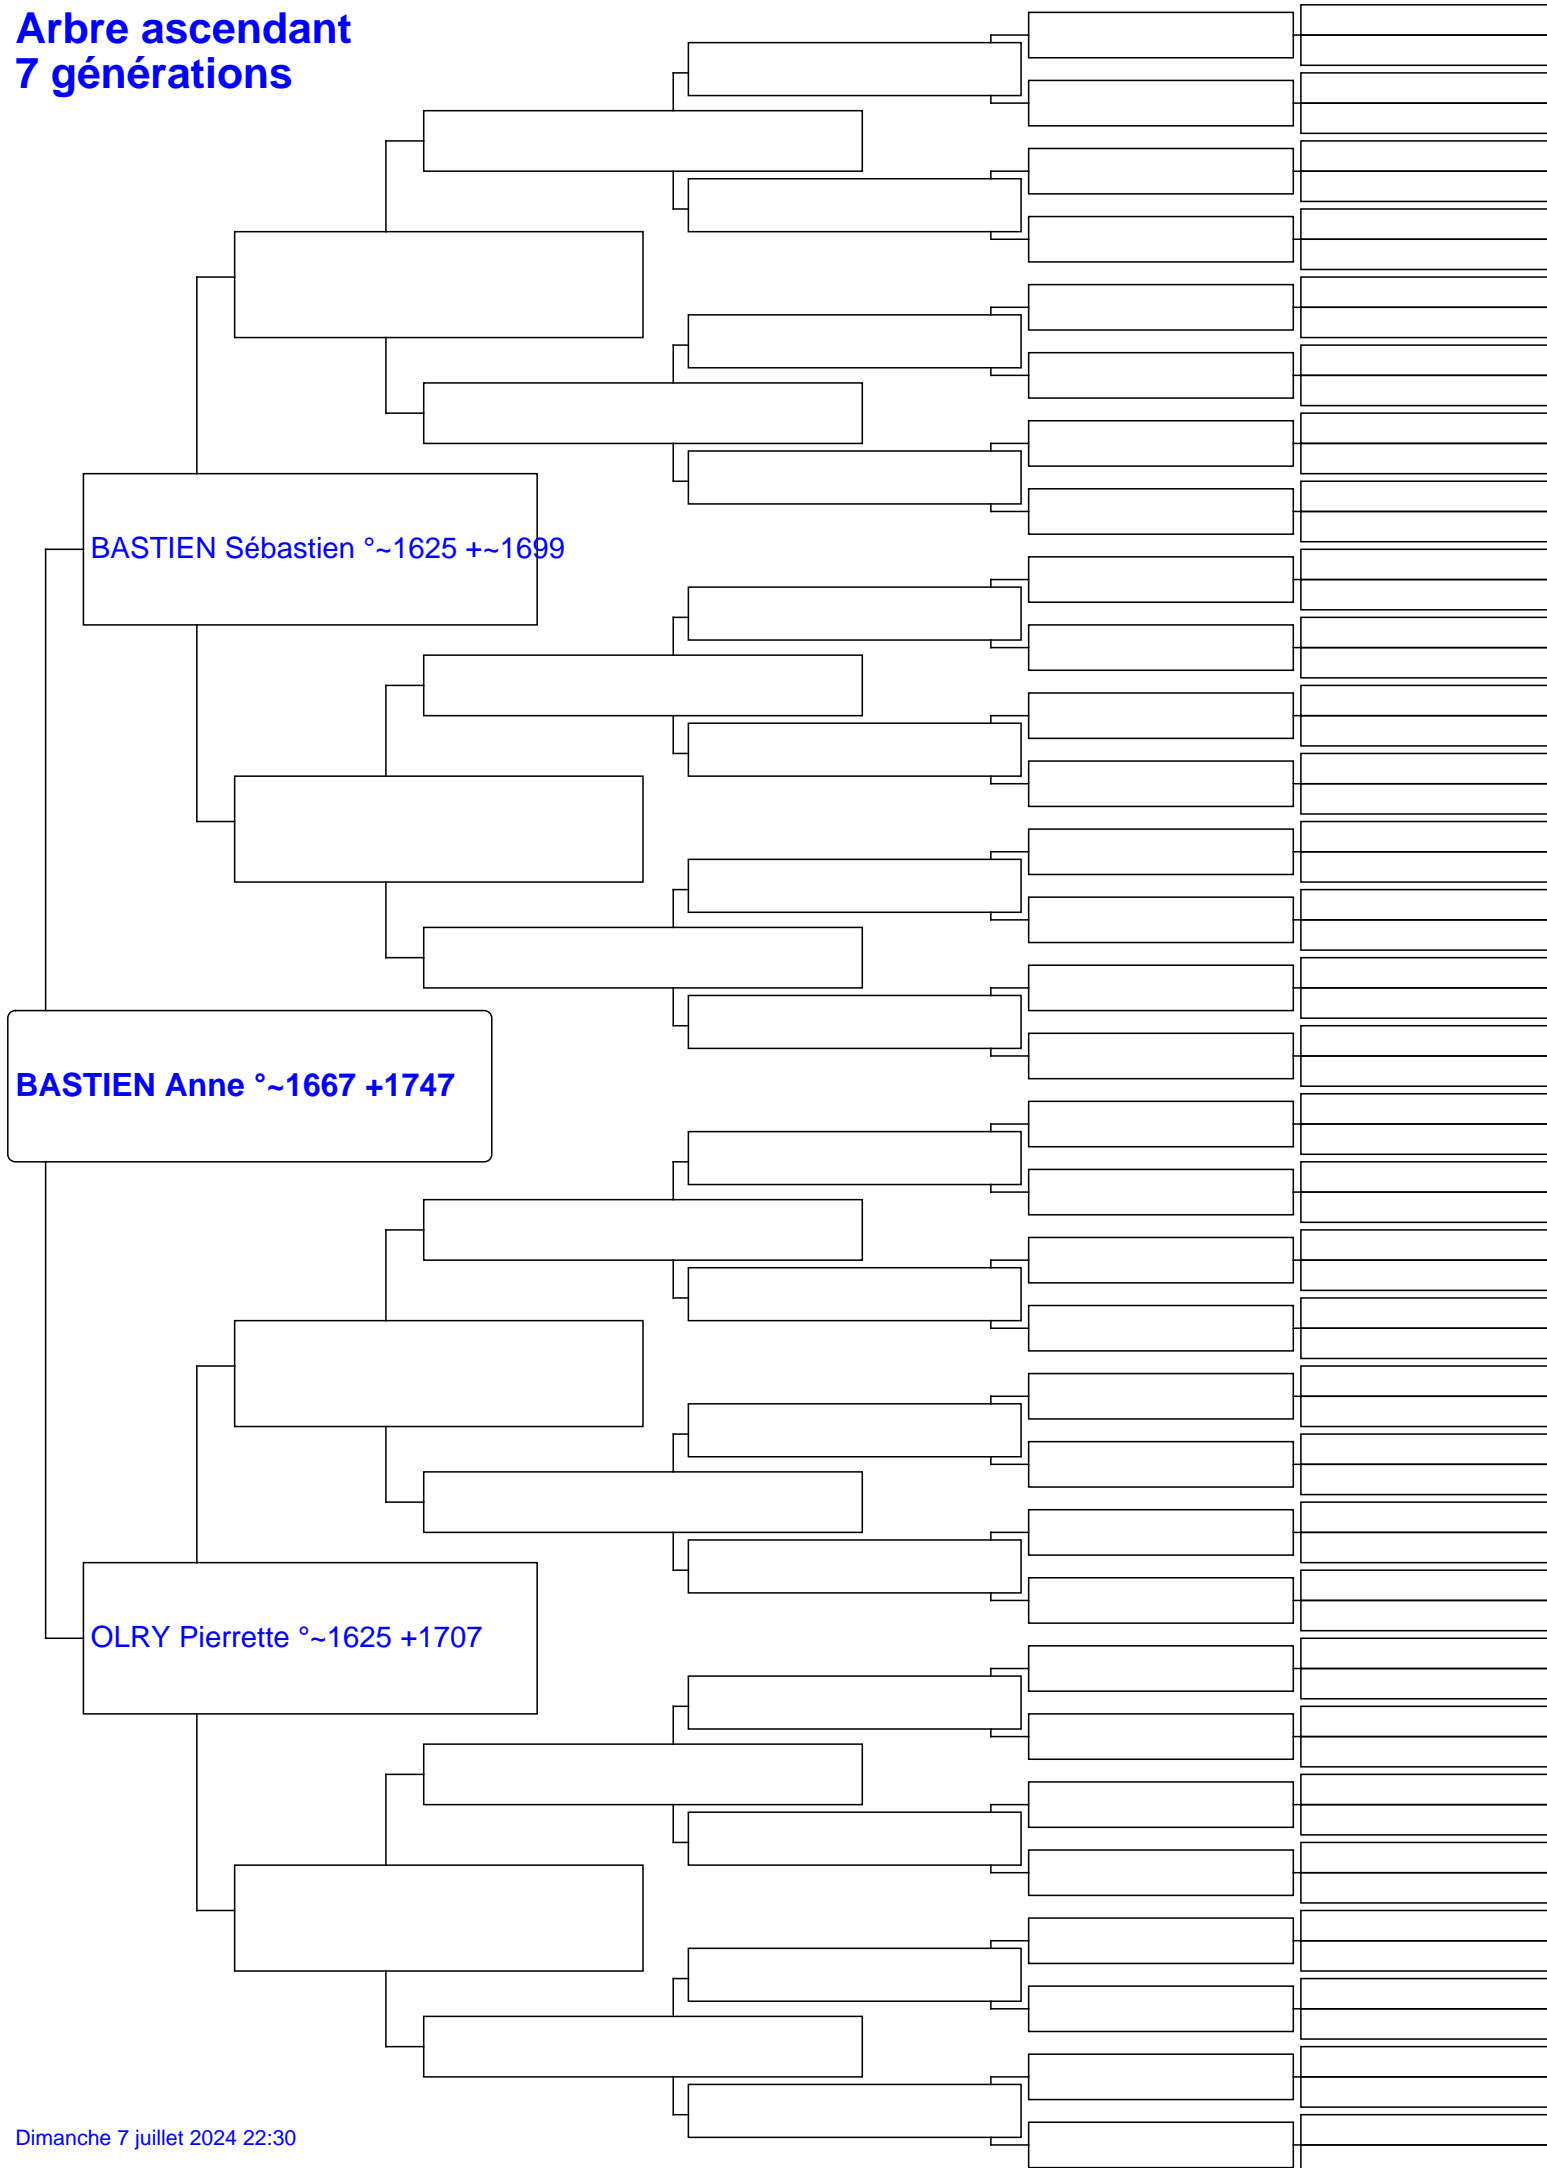 Arbre ascendant
7 générations
BASTIEN Sébastien °~1625 +~1699
BASTIEN Anne °~1667 +1747
OLRY Pierrette °~1625 +1707
Dimanche 7 juillet 2024 22:30